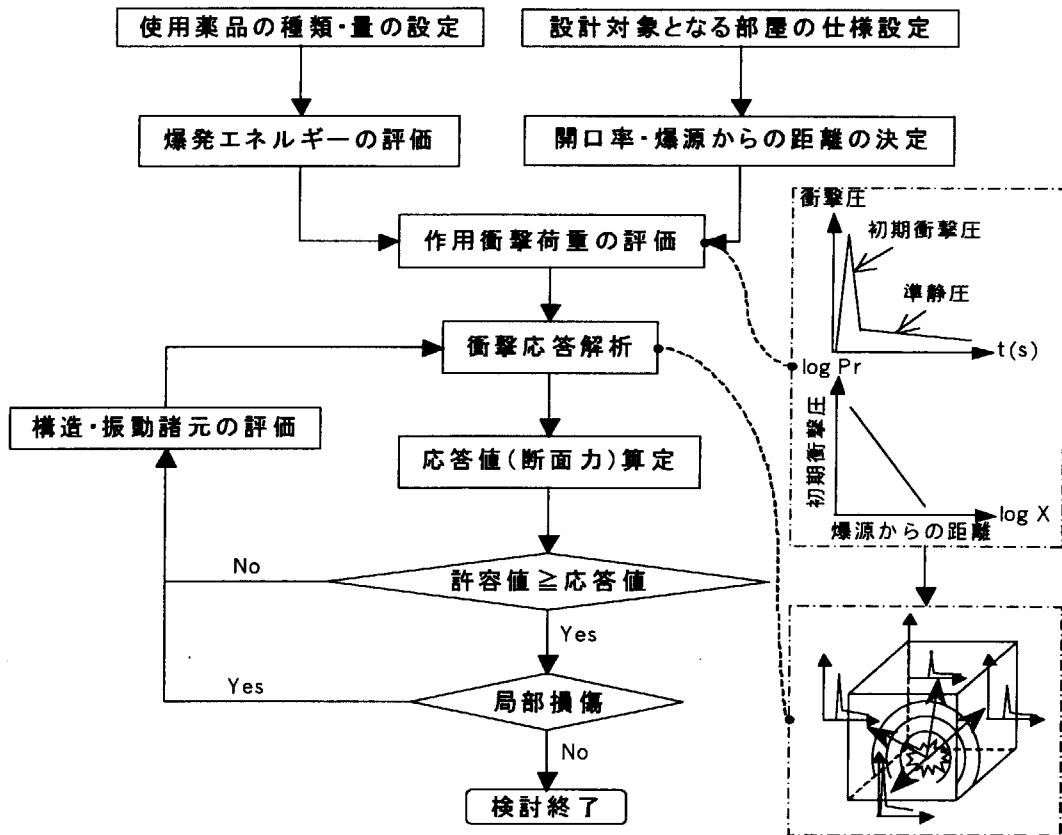 使用薬品の種類・量の設定
設計対象となる部屋の仕様設定
爆発エネルギーの評価
開口率・爆源からの距離の決定
作用衝撃荷重の評価
衝撃応答解析
構造・振動諸元の評価
応答値(断面力)算定
許容値≧応答値
No
Yes
局部損傷
Yes
No
検討終了
衝撃圧
初期衝撃圧
準静圧
t(s)
log Pr
初期衝撃圧
log X
爆源からの距離